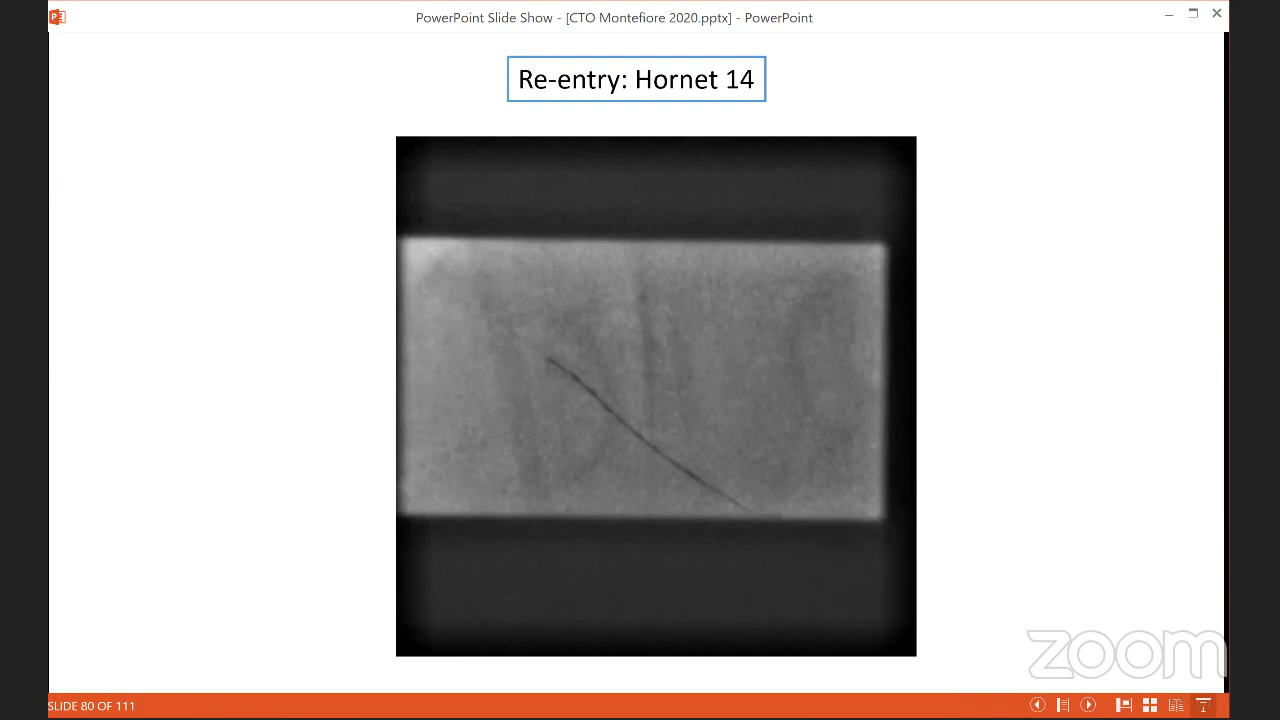 PowerPoint Slide Show - [CTO Montefiore 2020.pptx] - PowerPoint
Re-entry: Hornet 14
zoom
SLIDE 80 OF 111